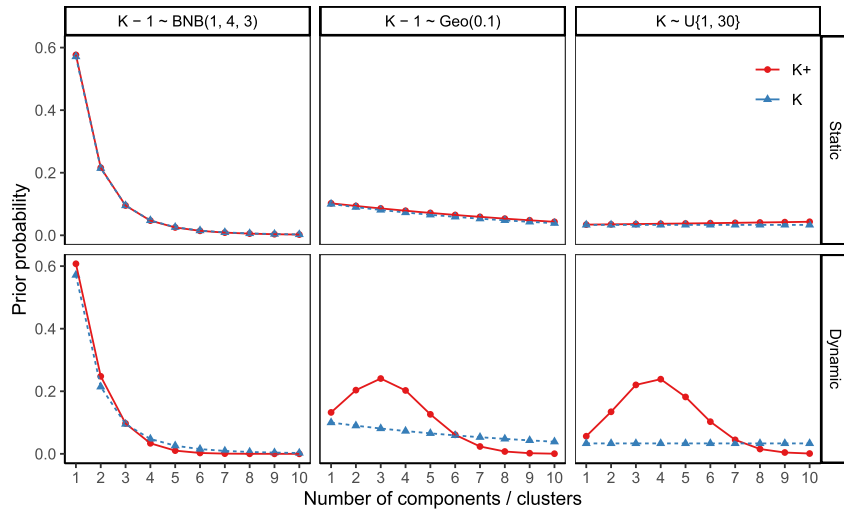 K − 1 ~ BNB(1, 4, 3)
K − 1 ~ Geo(0.1)
K ~ U{1, 30}
0.6
0.4
0.2
0.0
K+
K
Static
0.6
0.4
0.2
0.0
Dynamic
Prior probability
1 2 3 4 5 6 7 8 9 10
1 2 3 4 5 6 7 8 9 10
1 2 3 4 5 6 7 8 9 10
Number of components / clusters